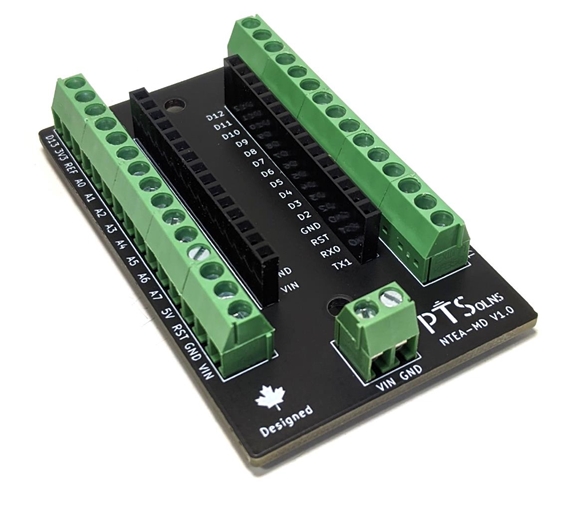 D12
D11
D10
D9
D8
D7
D6
D5
D4
D3
D2
GND
RST
RX0
TX1
D13
3V3
REF
A0
A1
A2
A3
A4
A5
A6
A7
5V
RST
GND
VIN
VIN
PTSOLNS
NTEA-MD V1.0
VIN GND
Designed